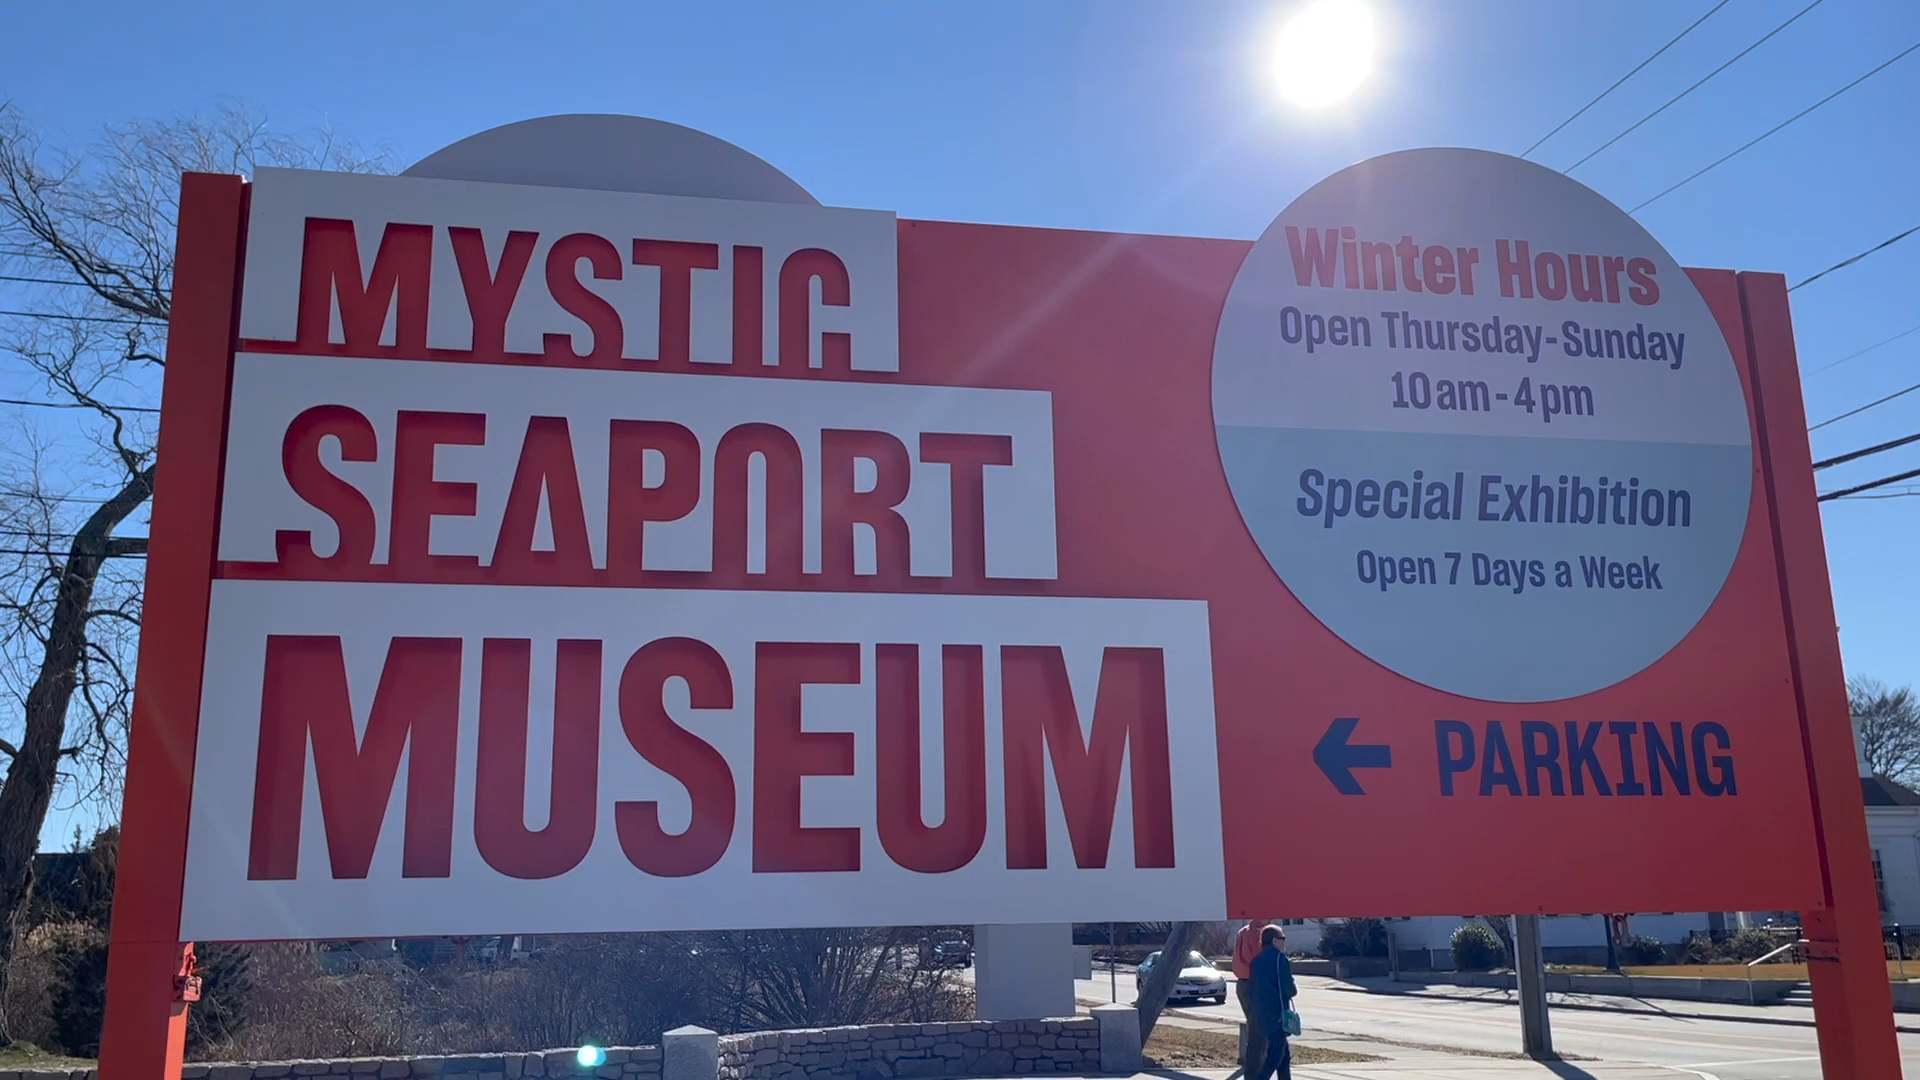 MYSTIC
SEAPORT
MUSEUM
Winter Hours
Open Thursday-Sunday
10am-4pm
Special Exhibition
Open 7 Days a Week
← PARKING